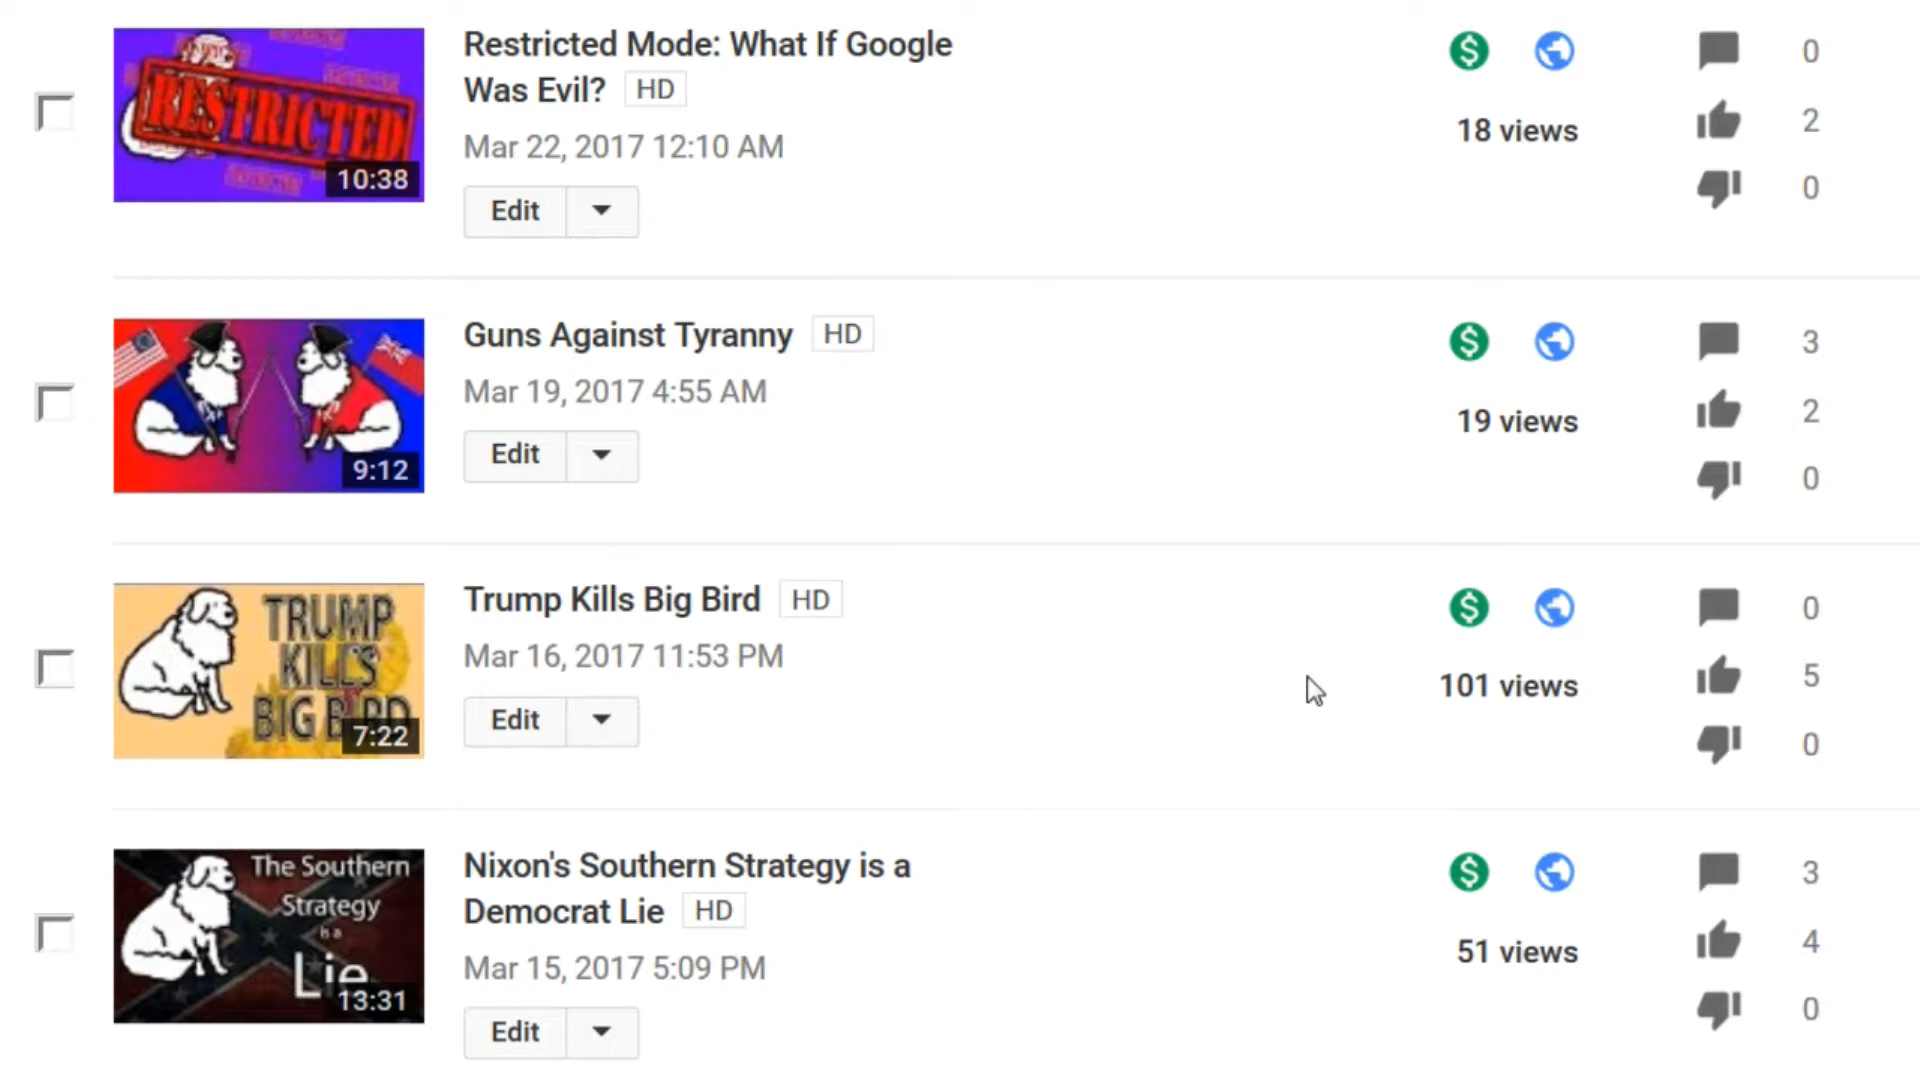 RESTRICTED
10:38
Restricted Mode: What If Google
Was Evil? HD
Mar 22, 2017 12:10 AM
Edit
18 views
0
2
0
9:12
Guns Against Tyranny HD
Mar 19, 2017 4:55 AM
Edit
19 views
3
2
0
TRUMP
KILLS
BIG BIRD
7:22
Trump Kills Big Bird HD
Mar 16, 2017 11:53 PM
Edit
101 views
0
5
0
The Southern
Strategy
is a
Lie
13:31
Nixon's Southern Strategy is a
Democrat Lie HD
Mar 15, 2017 5:09 PM
Edit
51 views
3
4
0